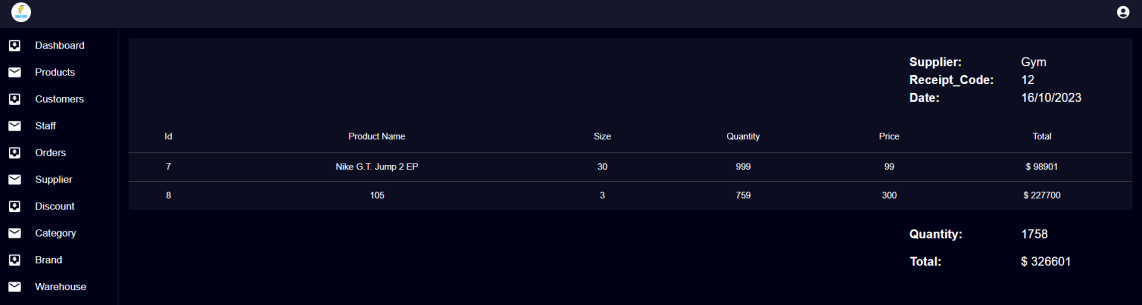 Dashboard
Products
Customers
Staff
Orders
Supplier
Discount
Category
Brand
Warehouse
Supplier: Gym
Receipt_Code: 12
Date: 16/10/2023
Id Product Name Size Quantity Price Total
7 Nike G.T. Jump 2 EP 30 999 99 $ 98901
8 105 3 759 300 $ 227700
Quantity: 1758
Total: $ 326601